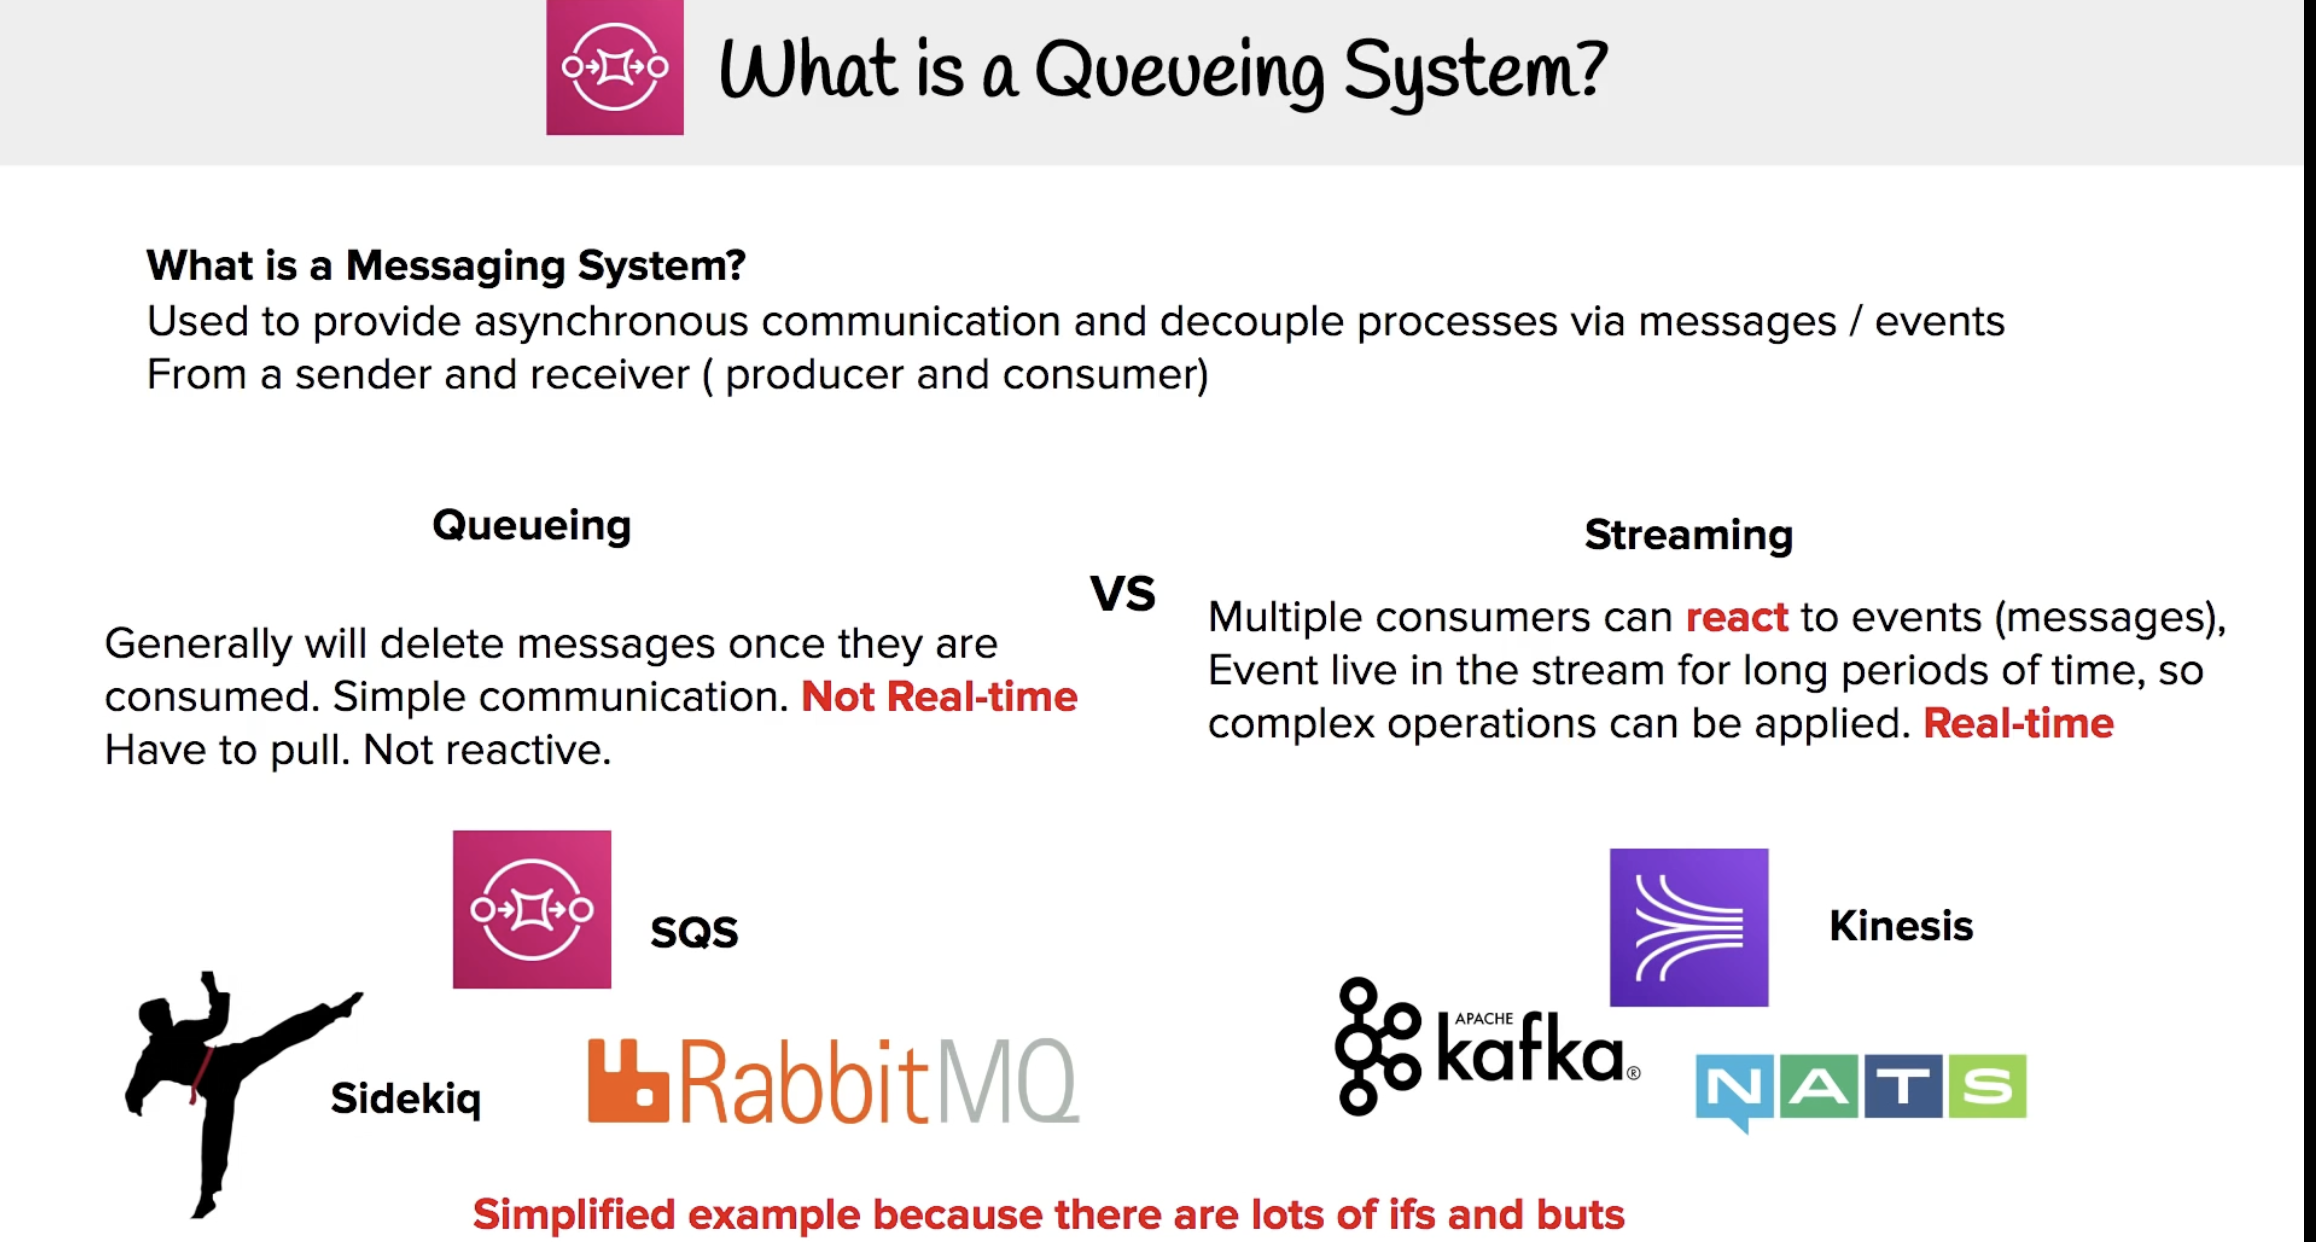 What is a Queueing System?
What is a Messaging System?
Used to provide asynchronous communication and decouple processes via messages / events
From a sender and receiver ( producer and consumer)
Queueing
VS
Streaming
Generally will delete messages once they are
consumed. Simple communication. Not Real-time
Have to pull. Not reactive.
Multiple consumers can react to events (messages),
Event live in the stream for long periods of time, so
complex operations can be applied. Real-time
SQS
Kinesis
Sidekiq
RabbitMQ
APACHE
kafka®
NATS
Simplified example because there are lots of ifs and buts